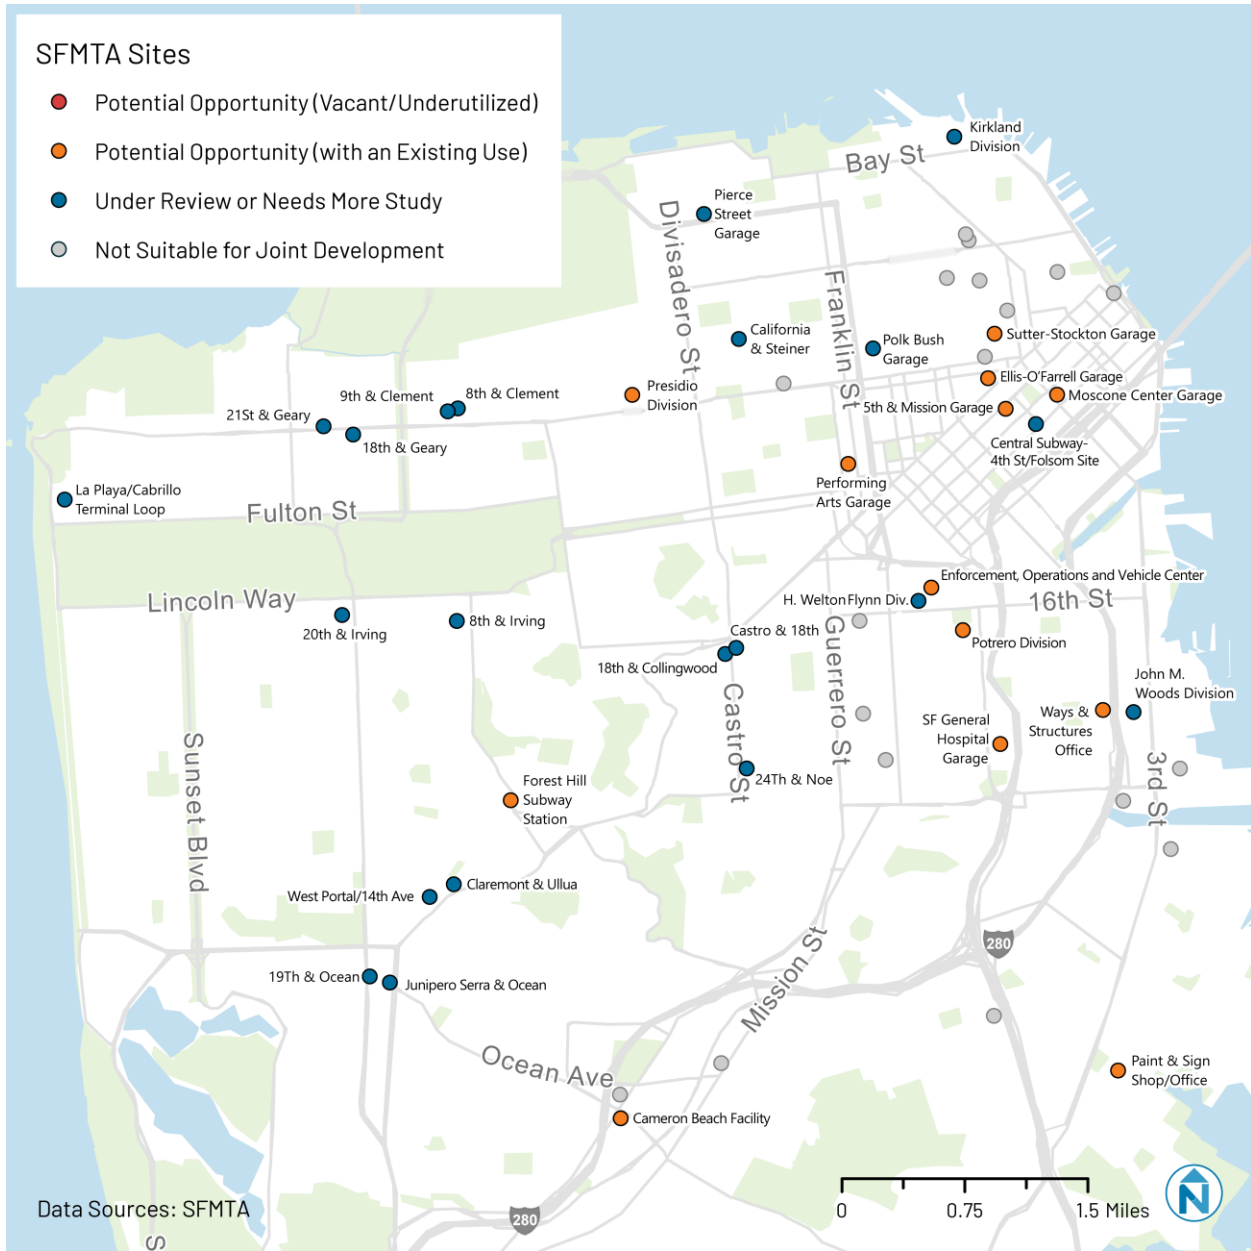 SFMTA Sites
Potential Opportunity (Vacant/Underutilized)
Potential Opportunity (with an Existing Use)
Under Review or Needs More Study
Not Suitable for Joint Development
Kirkland
Division
Bay St
Pierce
Street
Garage
Divisadero St
Franklin St
California
& Steiner
Polk Bush
Garage
Sutter-Stockton Garage
Ellis-O'Farrell Garage
Moscone Center Garage
5th & Mission Garage
Central Subway-
4th St/Folsom Site
Presidio
Division
9th & Clement
8th & Clement
21St & Geary
18th & Geary
La Playa/Cabrillo
Terminal Loop
Fulton St
Performing
Arts Garage
Enforcement, Operations and Vehicle Center
H. Welton Flynn Div.
16th St
Lincoln Way
20th & Irving
8th & Irving
Castro & 18th
18th & Collingwood
Potrero Division
Guerrero St
Castro St
John M.
Woods Division
Ways &
Structures
Office
SF General
Hospital
Garage
3rd St
24Th & Noe
Sunset Blvd
Forest Hill
Subway
Station
Claremont & Ullua
West Portal/14th Ave
280
Mission St
19Th & Ocean
Junipero Serra & Ocean
Ocean Ave
Paint & Sign
Shop/Office
Cameron Beach Facility
Data Sources: SFMTA
280
0 0.75 1.5 Miles
N
S